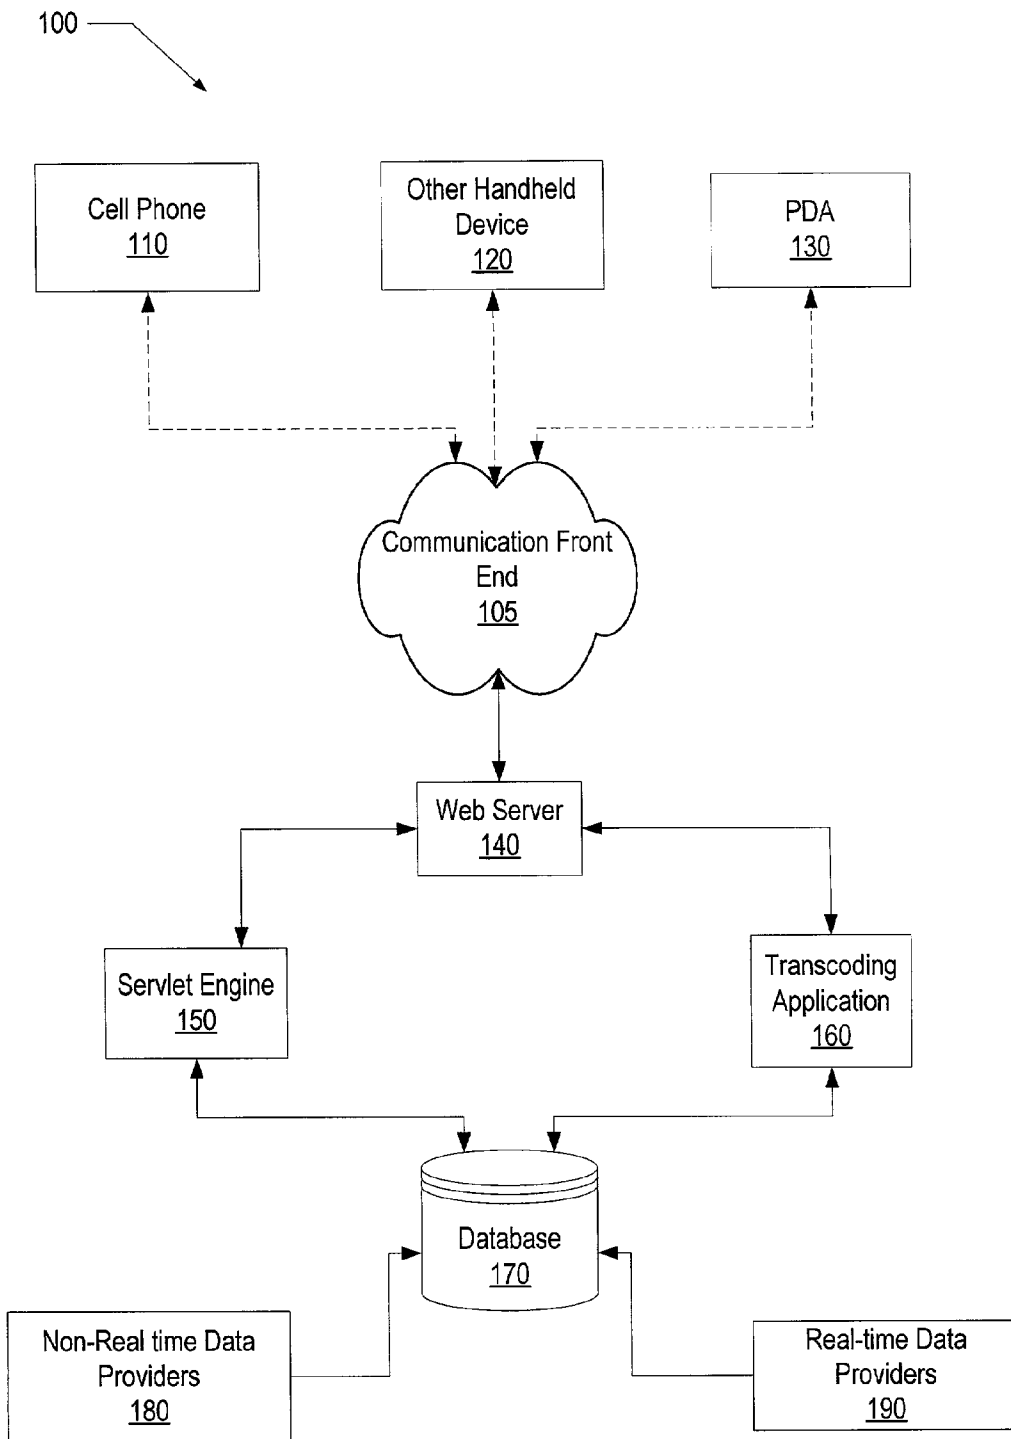 100
Cell Phone
110
Other Handheld
Device
120
PDA
130
Communication Front
End
105
Web Server
140
Servlet Engine
150
Transcoding
Application
160
Database
170
Non-Real time Data
Providers
180
Real-time Data
Providers
190